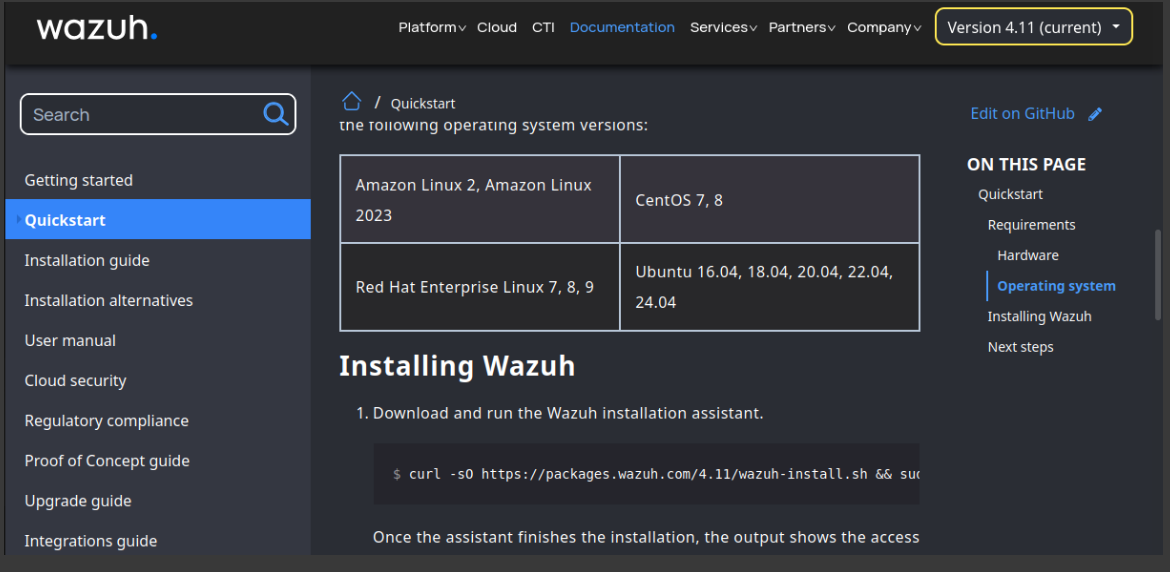 wazuh.
Platform Cloud CTI Documentation Services Partners Company Version 4.11 (current)
Search
Getting started
Quickstart
Installation guide
Installation alternatives
User manual
Cloud security
Regulatory compliance
Proof of Concept guide
Upgrade guide
Integrations guide
/ Quickstart
the following operating system versions:
Amazon Linux 2, Amazon Linux
2023
CentOS 7, 8
Red Hat Enterprise Linux 7, 8, 9
Ubuntu 16.04, 18.04, 20.04, 22.04,
24.04
Installing Wazuh
1. Download and run the Wazuh installation assistant.
$ curl -sO https://packages.wazuh.com/4.11/wazuh-install.sh && suc
Once the assistant finishes the installation, the output shows the access
Edit on GitHub
ON THIS PAGE
Quickstart
Requirements
Hardware
Operating system
Installing Wazuh
Next steps